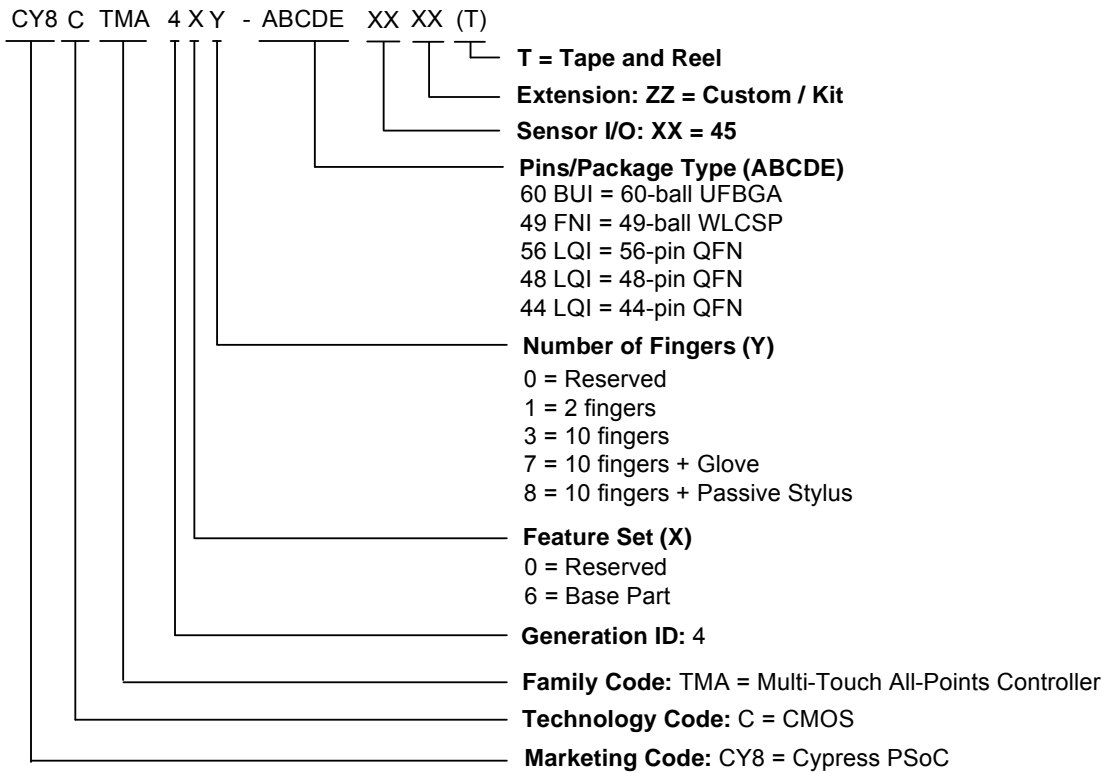 CY8 C TMA 4 X Y - ABCDE XX XX (T)
T = Tape and Reel
Extension: ZZ = Custom / Kit
Sensor I/O: XX = 45
Pins/Package Type (ABCDE)
60 BUI = 60-ball UFBGA
49 FNI = 49-ball WLCSP
56 LQI = 56-pin QFN
48 LQI = 48-pin QFN
44 LQI = 44-pin QFN
Number of Fingers (Y)
0 = Reserved
1 = 2 fingers
3 = 10 fingers
7 = 10 fingers + Glove
8 = 10 fingers + Passive Stylus
Feature Set (X)
0 = Reserved
6 = Base Part
Generation ID: 4
Family Code: TMA = Multi-Touch All-Points Controller
Technology Code: C = CMOS
Marketing Code: CY8 = Cypress PSoC